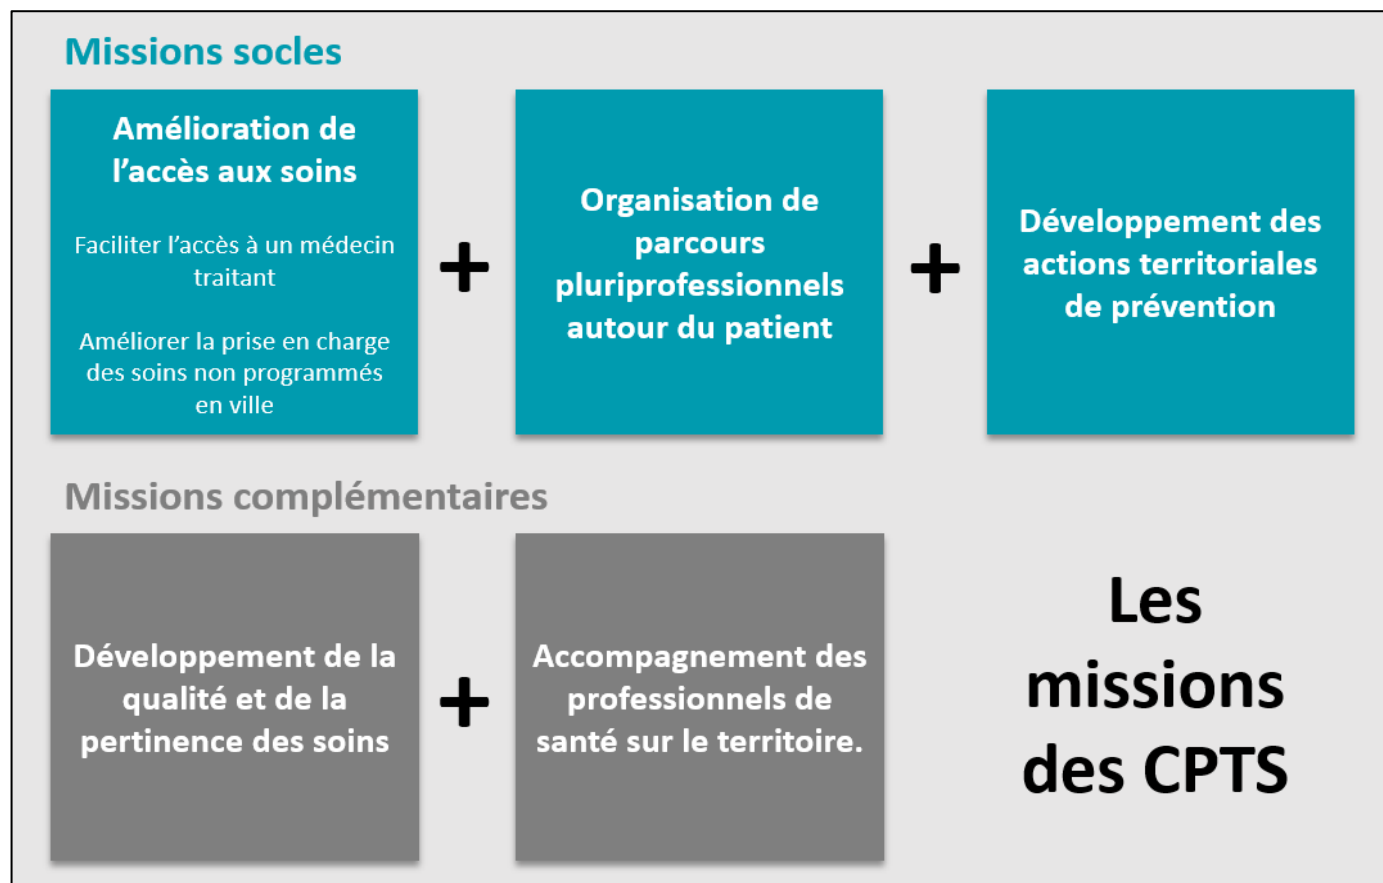 Missions socles
Amélioration de
l’accès aux soins
Faciliter l’accès à un médecin
traitant
Améliorer la prise en charge
des soins non programmés
en ville
+
Organisation de
parcours
pluriprofessionnels
autour du patient
+
Développement des
actions territoriales
de prévention
Missions complémentaires
Développement de la
qualité et de la
pertinence des soins
+
Accompagnement des
professionnels de
santé sur le territoire.
Les
missions
des CPTS